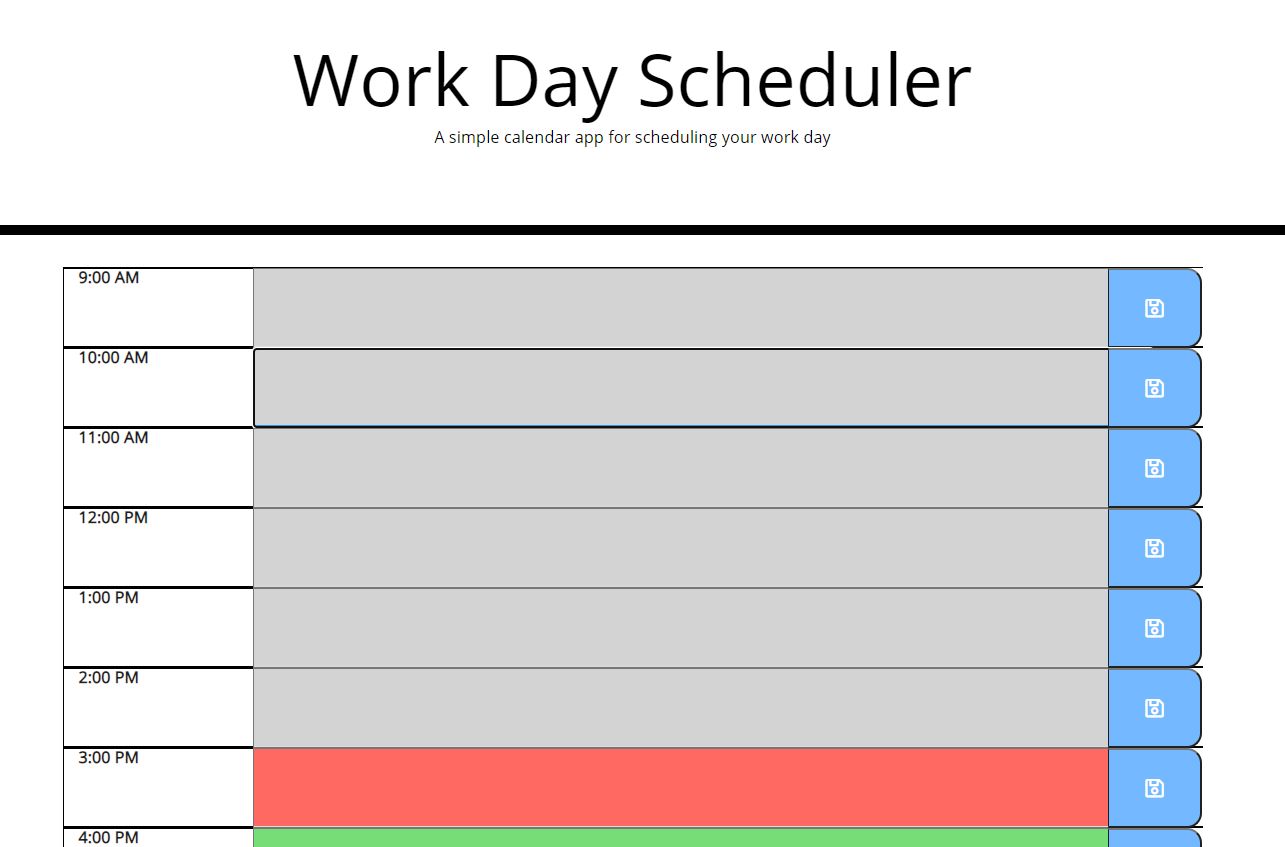 Work Day Scheduler
A simple calendar app for scheduling your work day
9:00 AM
10:00 AM
11:00 AM
12:00 PM
1:00 PM
2:00 PM
3:00 PM
4:00 PM